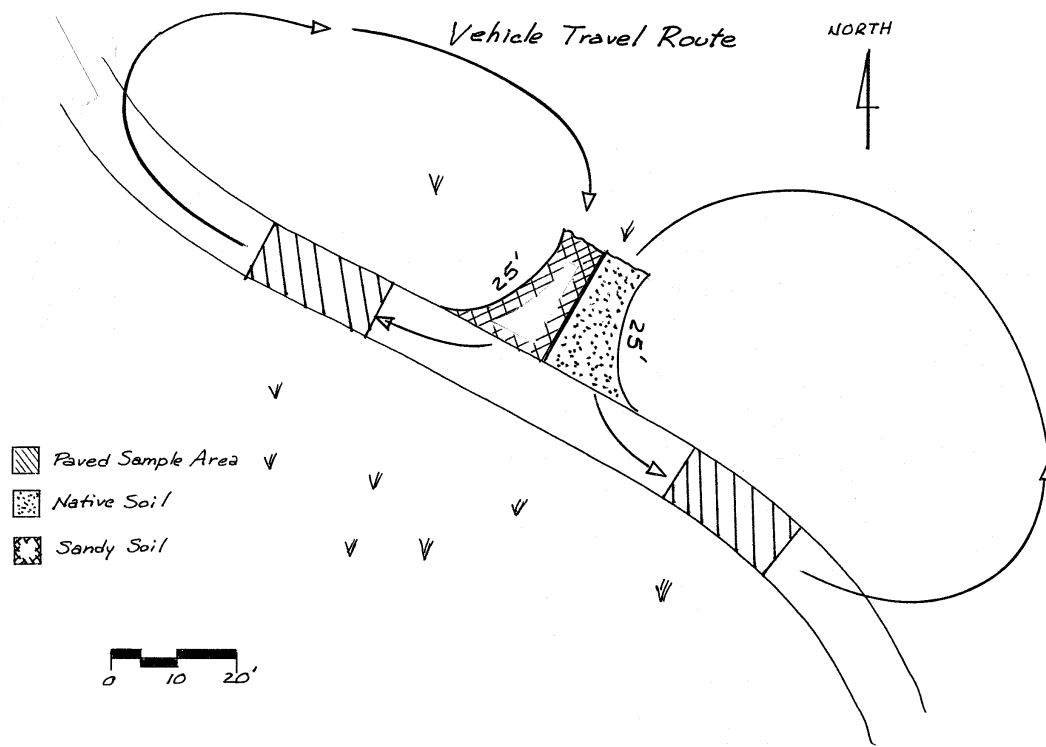 Vehicle Travel Route
NORTH
25'
25'
Paved Sample Area
Native Soil
Sandy Soil
0 10 20'